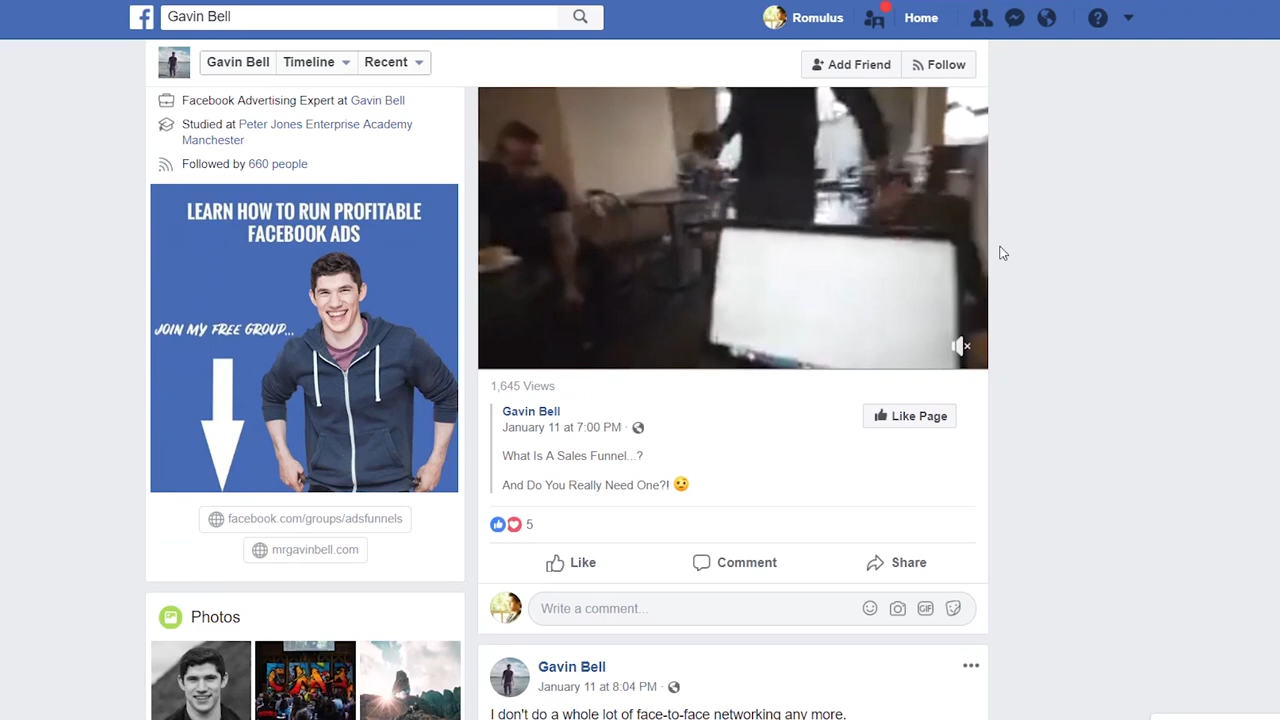 f
Gavin Bell
Romulus
Home
?
Gavin Bell
Timeline
Recent
Add Friend
Follow
Facebook Advertising Expert at Gavin Bell
Studied at Peter Jones Enterprise Academy
Manchester
Followed by 660 people
LEARN HOW TO RUN PROFITABLE
FACEBOOK ADS
JOIN MY FREE GROUP...
facebook.com/groups/adsfunnels
mrgavinbell.com
Photos
1,645 Views
Gavin Bell
January 11 at 7:00 PM ·
Like Page
What Is A Sales Funnel...?
And Do You Really Need One?! 😉
5
Like
Comment
Share
Write a comment...
GIF
Gavin Bell
January 11 at 8:04 PM ·
I don't do a whole lot of face-to-face networking any more.